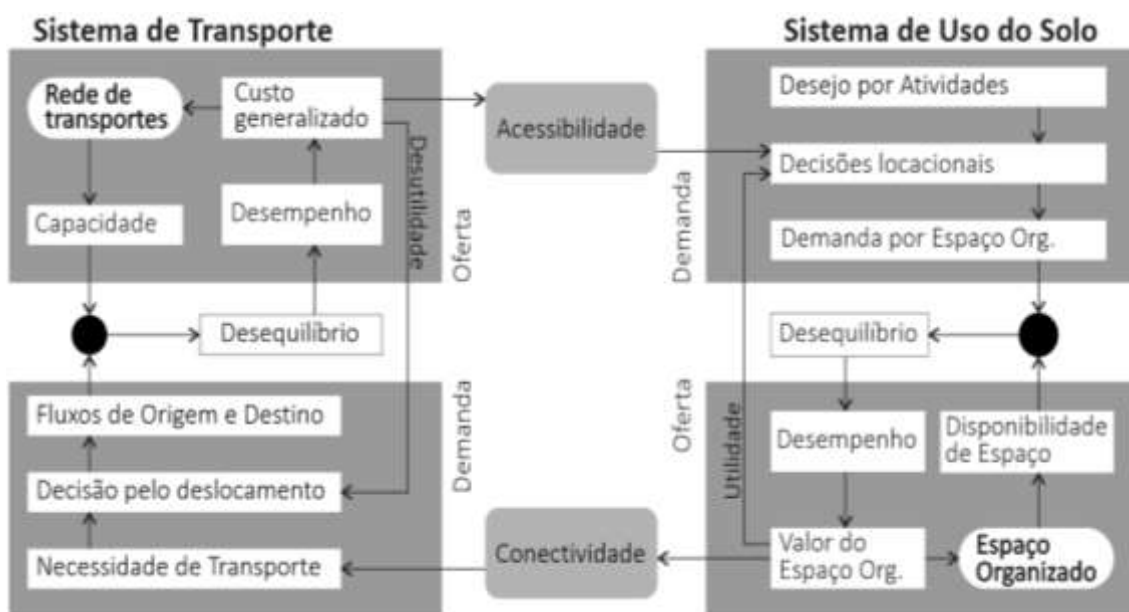 Sistema de Transporte
Rede de
transportes
Custo
generalizado
Capacidade
Desempenho
Desutilidade
Oferta
Desequilíbrio
Fluxos de Origem e Destino
Decisão pelo deslocamento
Necessidade de Transporte
Demanda
Acessibilidade
Conectividade
Sistema de Uso do Solo
Desejo por Atividades
Decisões locacionais
Demanda por Espaço Org.
Demanda
Desequilíbrio
Oferta
Utilidade
Desempenho
Disponibilidade
de Espaço
Valor do
Espaço Org.
Espaço
Organizado